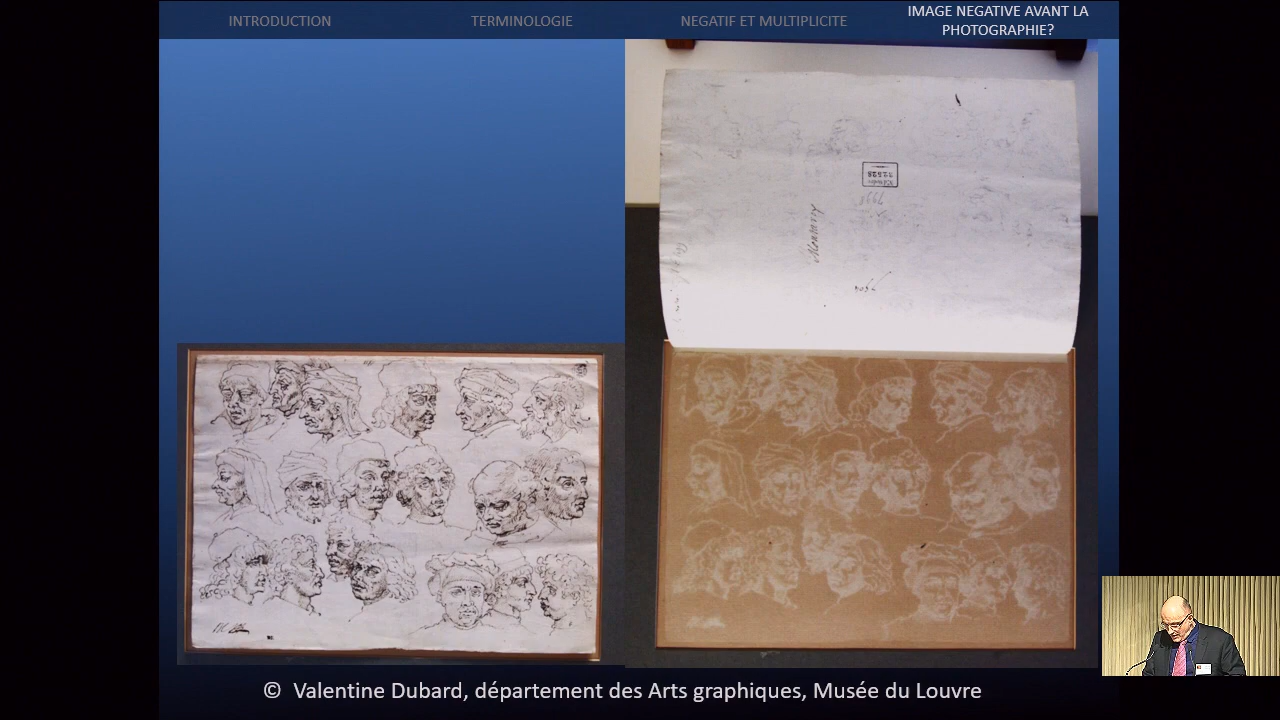 INTRODUCTION
TERMINOLOGIE
NEGATIF ET MULTIPLICITE
IMAGE NEGATIVE AVANT LA
PHOTOGRAPHIE?
© Valentine Dubard, département des Arts graphiques, Musée du Louvre